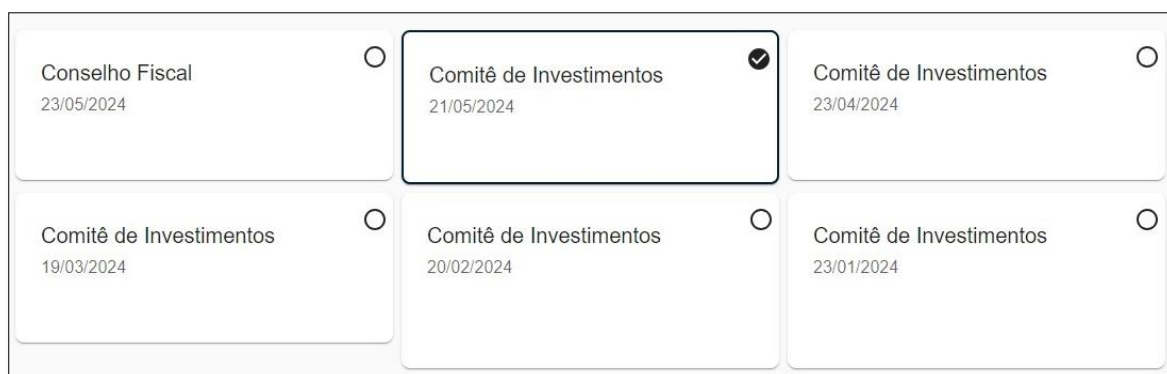 Conselho Fiscal
23/05/2024
Comitê de Investimentos
21/05/2024
Comitê de Investimentos
23/04/2024
Comitê de Investimentos
19/03/2024
Comitê de Investimentos
20/02/2024
Comitê de Investimentos
23/01/2024